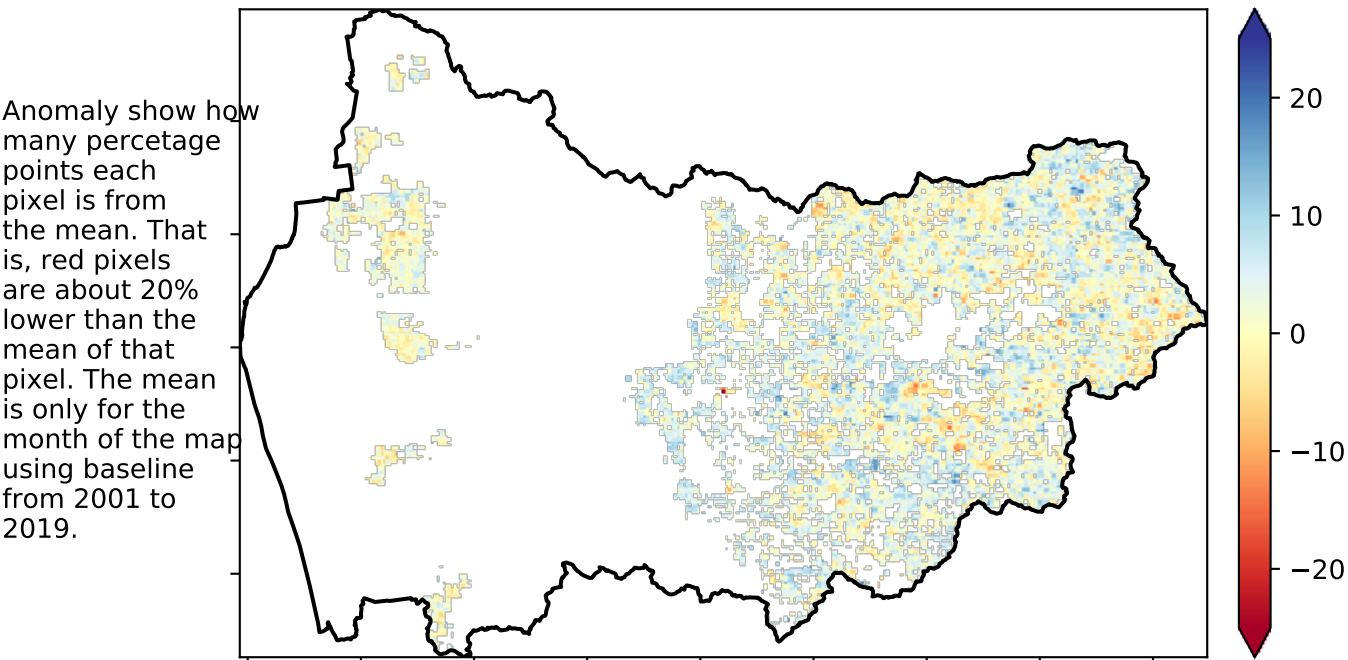 Anomaly show how
many percetage
points each
pixel is from
the mean. That
is, red pixels
are about 20%
lower than the
mean of that
pixel. The mean
is only for the
month of the map
using baseline
from 2001 to
2019.
20
10
0
−10
−20